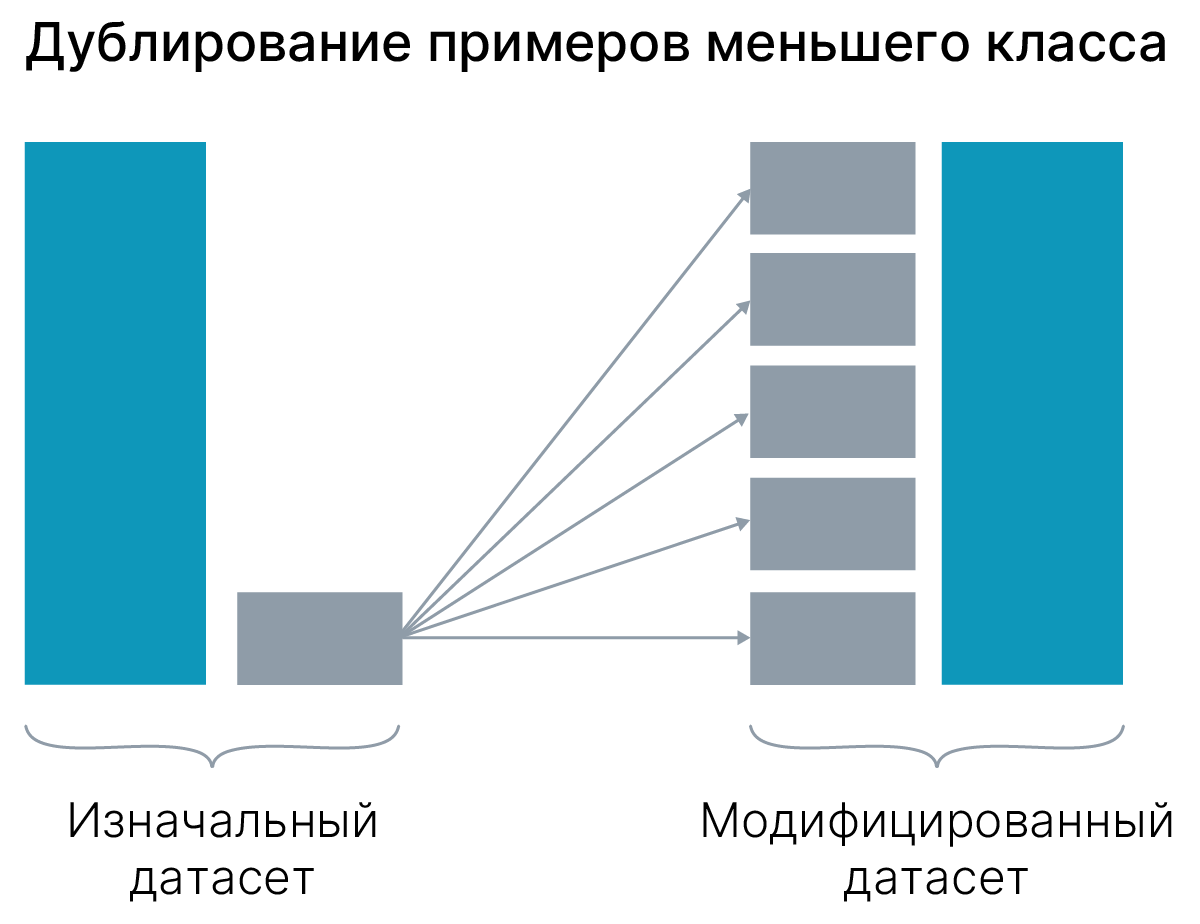 Дублирование примеров меньшего класса
Изначальный
датасет
Модифицированный
датасет